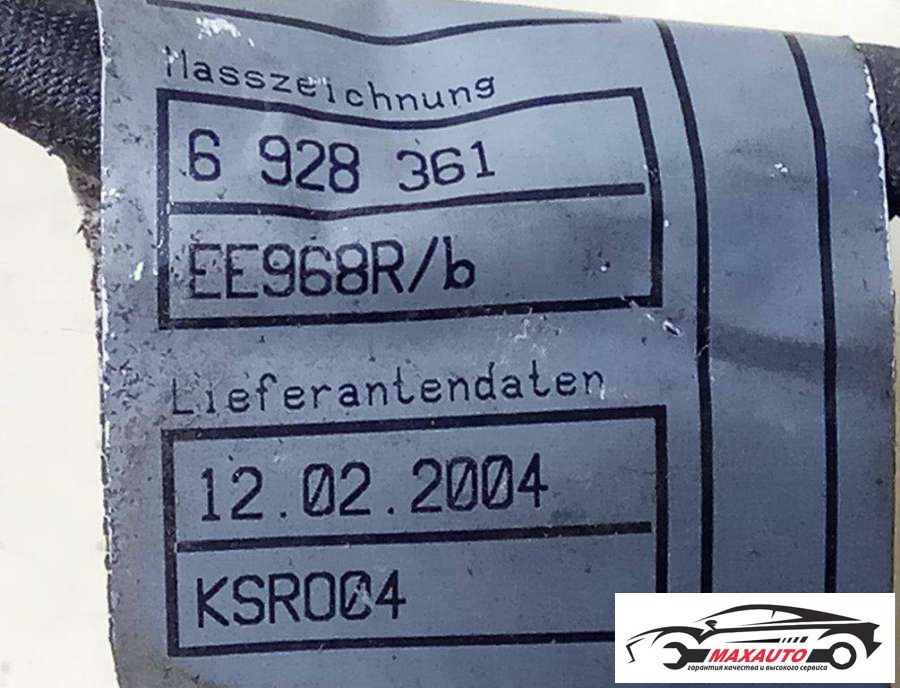 Masszeichnung
6 928 361
EE968R/b
Lieferantendaten
12.02.2004
KSR004
MAXAUTO
гарантия качества и высокого сервиса